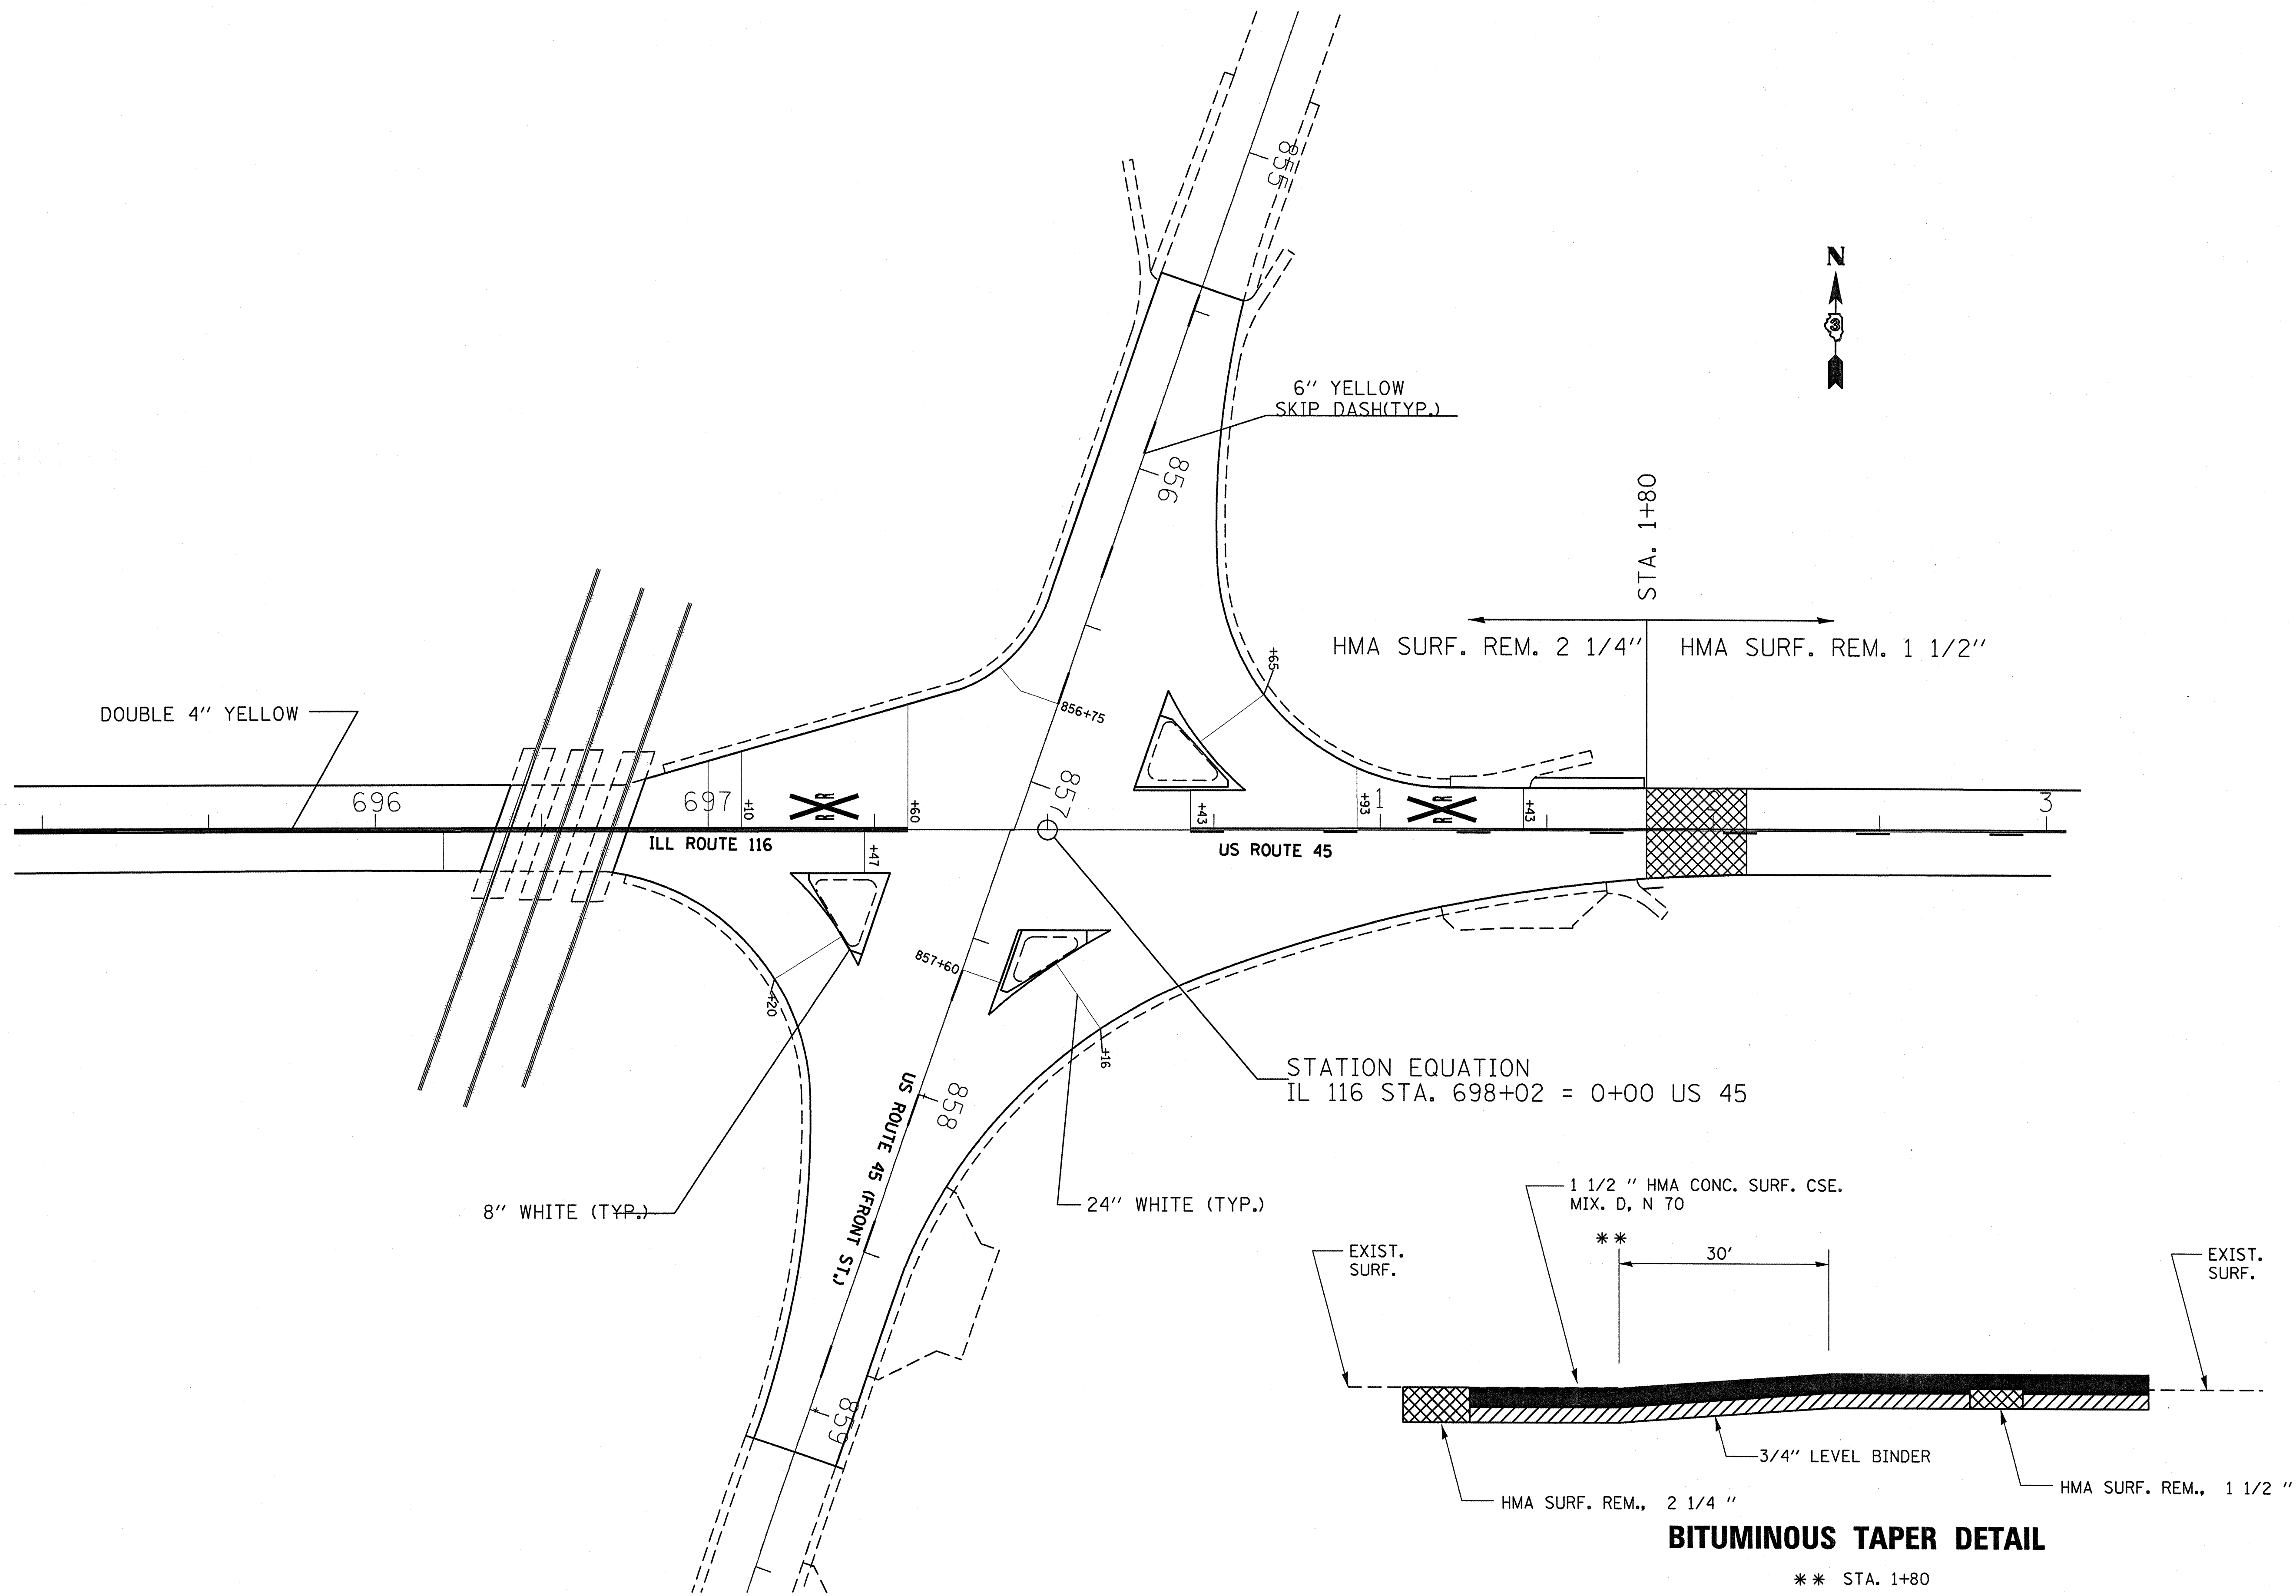 855
N
3
6" YELLOW
SKIP DASH(TYP.)
856
STA. 1+80
HMA SURF. REM. 2 1/4"
HMA SURF. REM. 1 1/2"
+65
DOUBLE 4" YELLOW
856+75
857
696
697
+10
R R
+60
+43
+93
1
R R
+43
2
3
ILL ROUTE 116
US ROUTE 45
+47
857+60
+20
+16
STATION EQUATION
IL 116 STA. 698+02 = 0+00 US 45
858
US ROUTE 45 (FRONT ST.)
8" WHITE (TYP.)
24" WHITE (TYP.)
859
1 1/2 " HMA CONC. SURF. CSE.
MIX. D, N 70
**
30'
EXIST.
SURF.
EXIST.
SURF.
3/4" LEVEL BINDER
HMA SURF. REM., 2 1/4 "
HMA SURF. REM., 1 1/2 "
BITUMINOUS TAPER DETAIL
** STA. 1+80